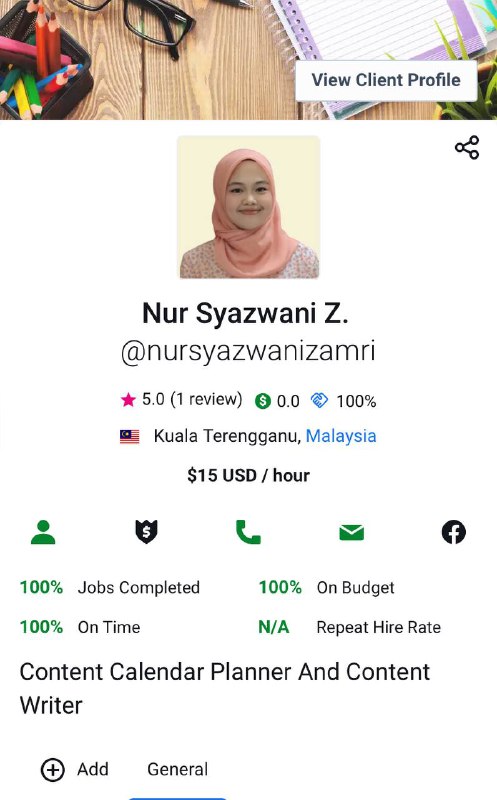 View Client Profile
Nur Syazwani Z.
@nursyazwanizamri
5.0 (1 review) $ 0.0 100%
Kuala Terengganu, Malaysia
$15 USD / hour
100% Jobs Completed 100% On Budget
100% On Time N/A Repeat Hire Rate
Content Calendar Planner And Content
Writer
Add General